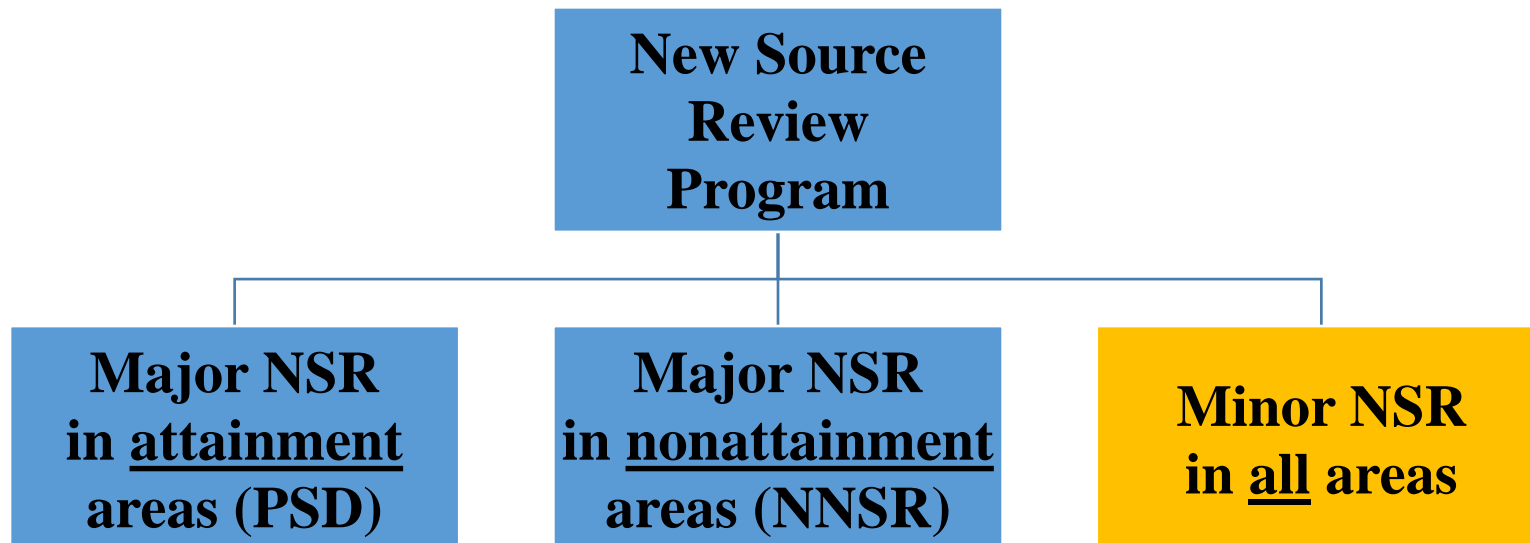 New Source
Review
Program
Major NSR
in attainment
areas (PSD)
Major NSR
in nonattainment
areas (NNSR)
Minor NSR
in all areas